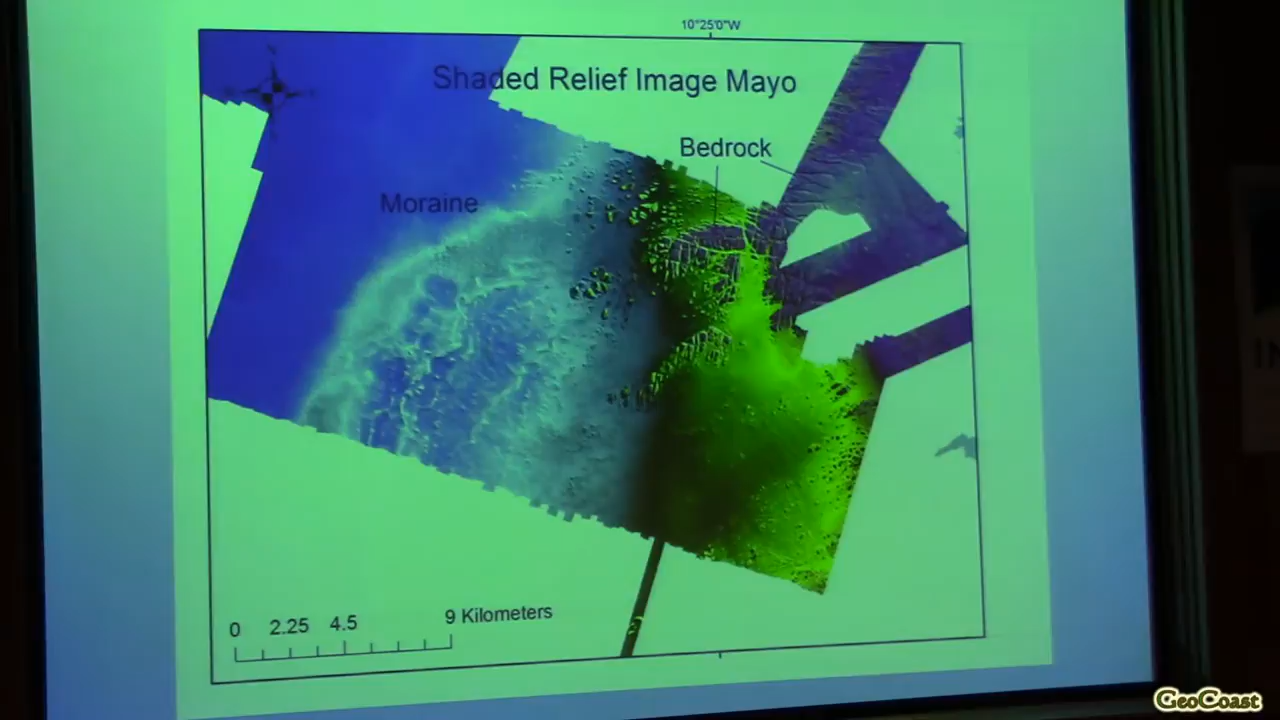 10°25'0"W
Shaded Relief Image Mayo
Bedrock
Moraine
0 2.25 4.5 9 Kilometers
GeoCoast